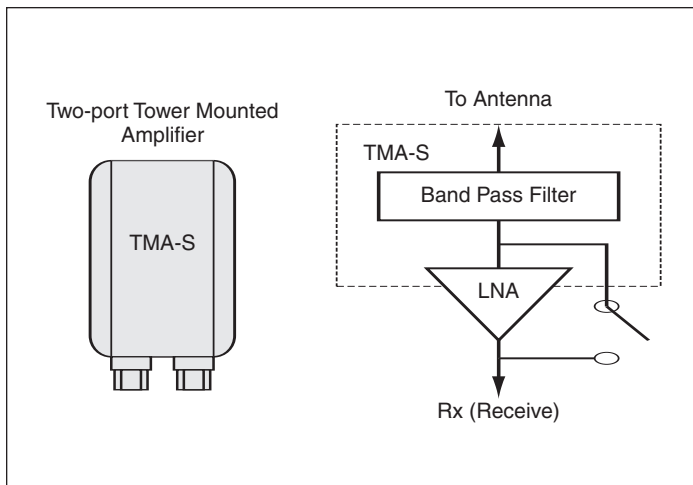 Two-port Tower Mounted
Amplifier
TMA-S
To Antenna
TMA-S
Band Pass Filter
LNA
Rx (Receive)